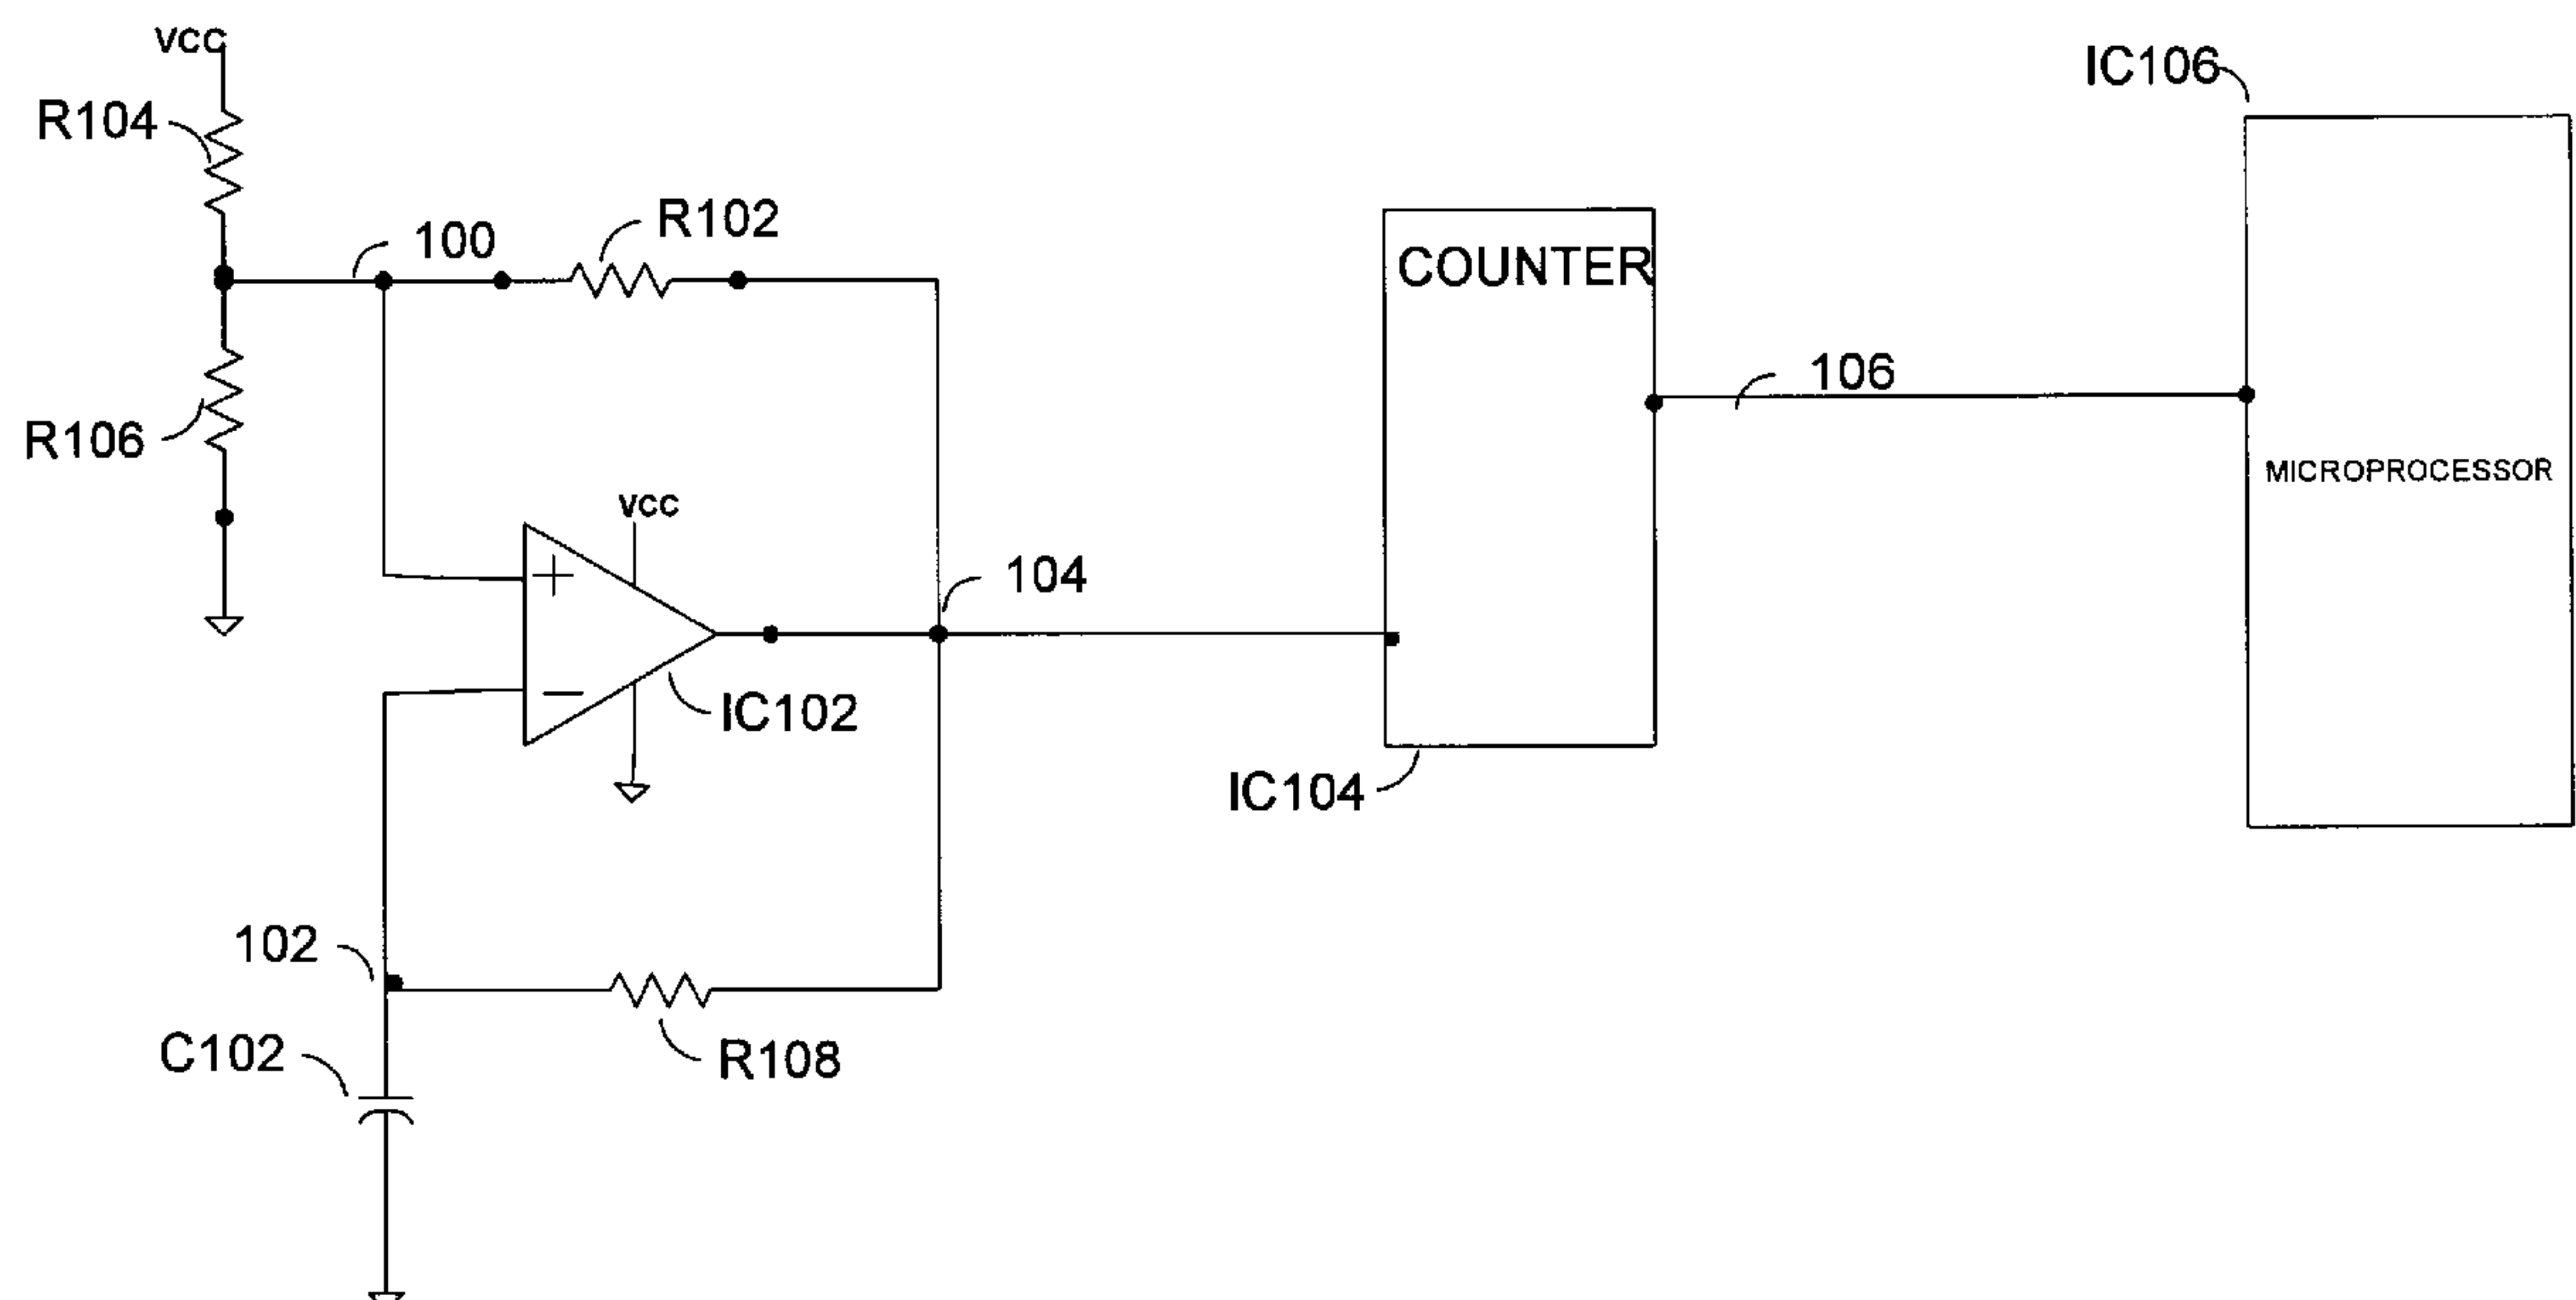 vcc
IC106
R104
R102
100
COUNTER
106
R106
MICROPROCESSOR
vcc
+
104
−
IC102
IC104
102
C102
R108